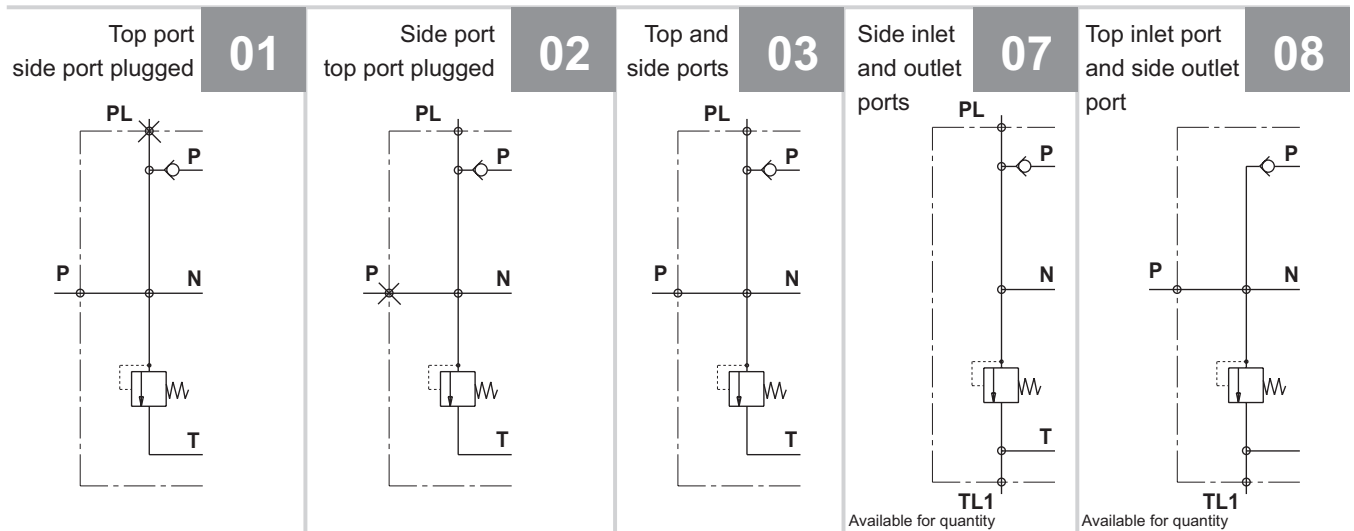 Top port
side port plugged
01
PL
P
P
N
T
Side port
top port plugged
02
PL
P
P
N
T
Top and
side ports
03
PL
P
P
N
T
Side inlet
and outlet
ports
07
PL
P
N
T
TL1
Available for quantity
Top inlet port
and side outlet
port
08
P
P
N
TL1
Available for quantity